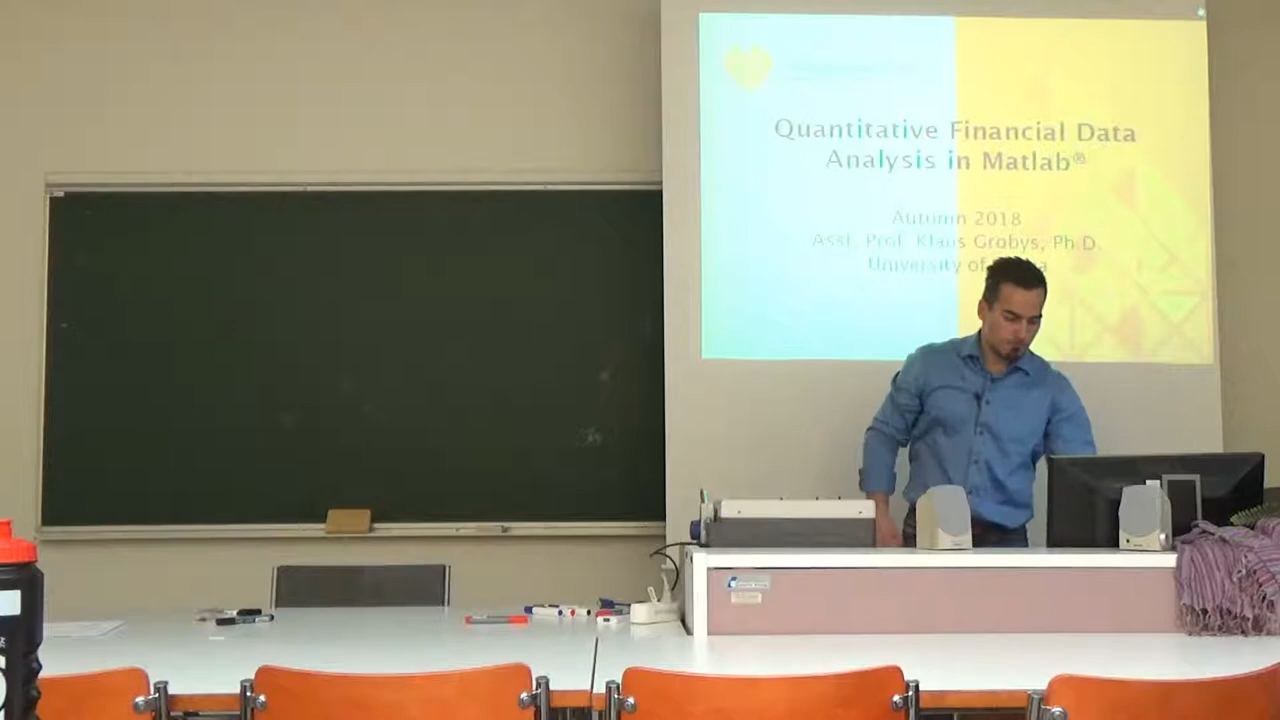 Quantitative Financial Data
Analysis in Matlab®
Autumn 2018
Asst. Prof. Klaus Grobys, Ph.D.
University of